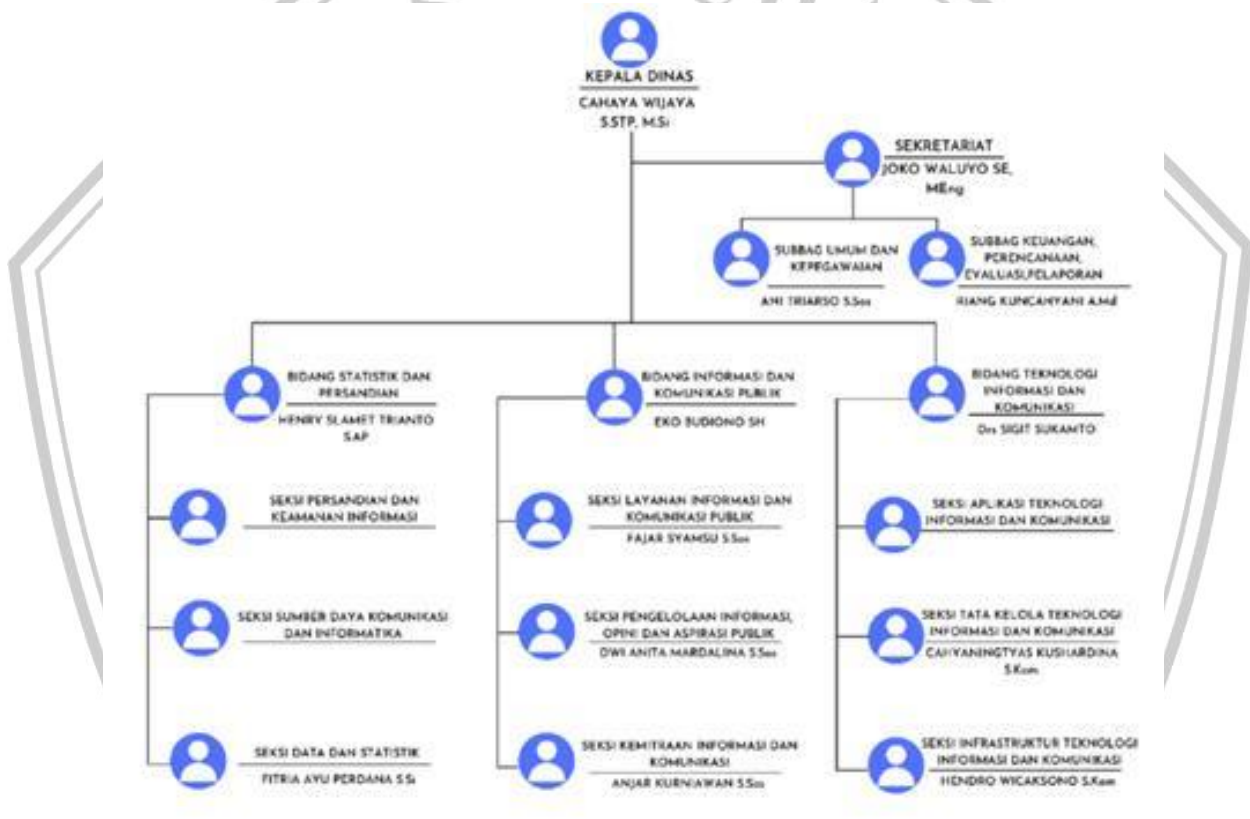 KEPALA DINAS
CAHAYA WIJAYA
S.STP, M.Si
SEKRETARIAT
JOKO WALUYO SE,
MEng
SUBBAG UMUM DAN
KEPEGAWAIAN
ANI TRIARSO S.Sos
SUBBAG KEUANGAN,
PERENCANAAN,
EVALUASI,PELAPORAN
RIANG KUNCAHYANI A.Md
BIDANG STATISTIK DAN
PERSANDIAN
HENRY SLAMET TRIANTO
S.AP
BIDANG INFORMASI DAN
KOMUNIKASI PUBLIK
EKO BUDIONO SH
BIDANG TEKNOLOGI
INFORMASI DAN
KOMUNIKASI
Drs SIGIT SUKAMTO
SEKSI PERSANDIAN DAN
KEAMANAN INFORMASI
SEKSI SUMBER DAYA KOMUNIKASI
DAN INFORMATIKA
SEKSI DATA DAN STATISTIK
FITRIA AYU PERDANA S.Si
SEKSI LAYANAN INFORMASI DAN
KOMUNIKASI PUBLIK
FAJAR SYAMSU S.Sos
SEKSI PENGELOLAAN INFORMASI,
OPINI DAN ASPIRASI PUBLIK
DWI ANITA MARDALINA S.Sos
SEKSI KEMITRAAN INFORMASI DAN
KOMUNIKASI
ANJAR KURNIAWAN S.Sos
SEKSI APLIKASI TEKNOLOGI
INFORMASI DAN KOMUNIKASI
SEKSI TATA KELOLA TEKNOLOGI
INFORMASI DAN KOMUNIKASI
CAHYANINGTYAS KUSHARDINA
S.Kom
SEKSI INFRASTRUKTUR TEKNOLOGI
INFORMASI DAN KOMUNIKASI
HENDRO WICAKSONO S.Kom